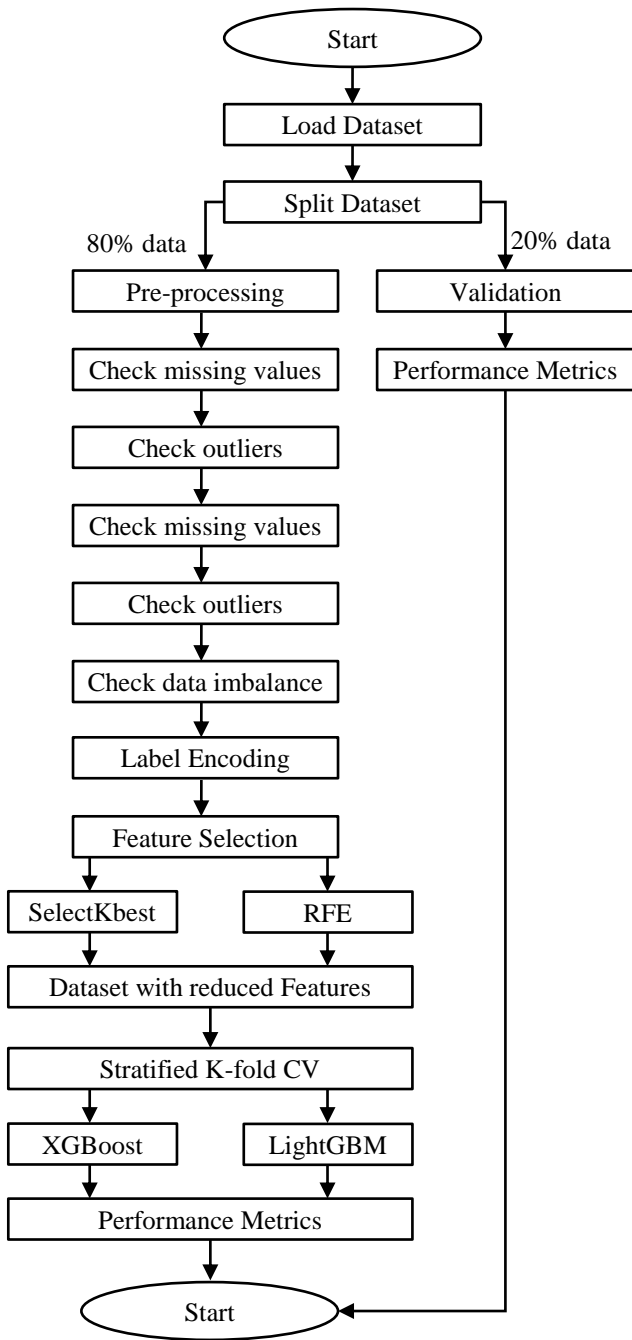 Start
Load Dataset
Split Dataset
80% data
20% data
Pre-processing
Validation
Check missing values
Performance Metrics
Check outliers
Check missing values
Check outliers
Check data imbalance
Label Encoding
Feature Selection
SelectKbest
RFE
Dataset with reduced Features
Stratified K-fold CV
XGBoost
LightGBM
Performance Metrics
Start